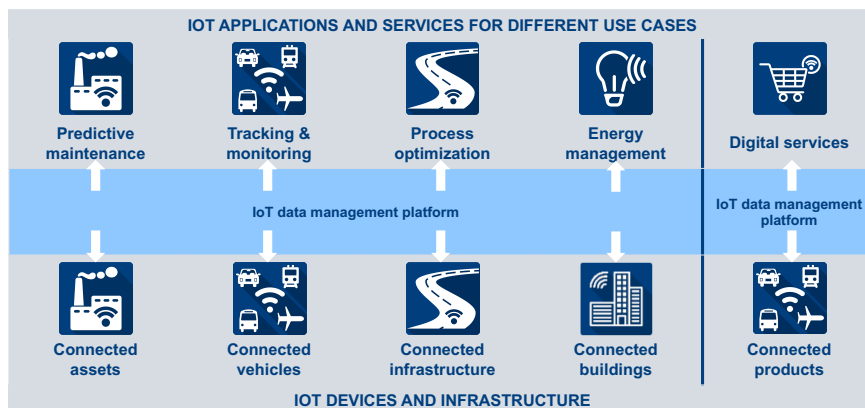 IOT APPLICATIONS AND SERVICES FOR DIFFERENT USE CASES
Predictive
maintenance
Tracking &
monitoring
Process
optimization
Energy
management
Digital services
IoT data management platform
IoT data management
platform
Connected
assets
Connected
vehicles
Connected
infrastructure
Connected
buildings
Connected
products
IOT DEVICES AND INFRASTRUCTURE